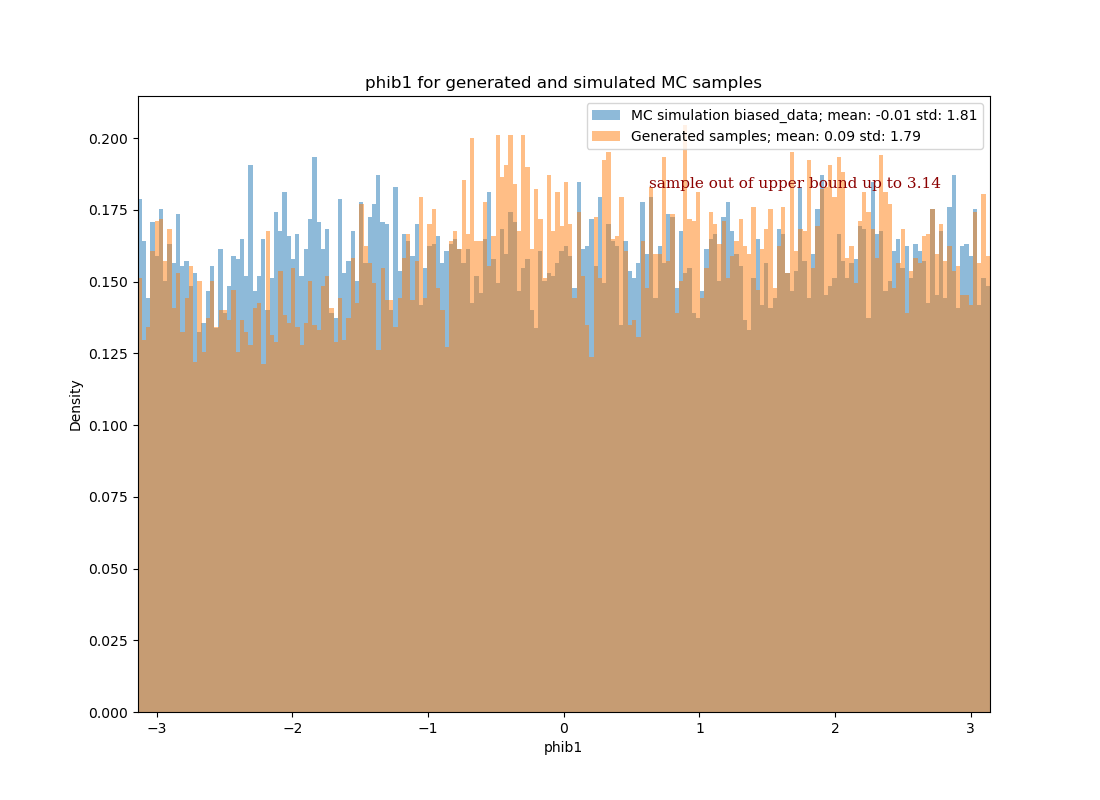 phib1 for generated and simulated MC samples
MC simulation biased_data; mean: -0.01 std: 1.81
Generated samples; mean: 0.09 std: 1.79
sample out of upper bound up to 3.14
0.200
0.175
0.150
0.125
0.100
0.075
0.050
0.025
0.000
Density
−3 −2 −1 0 1 2 3
phib1